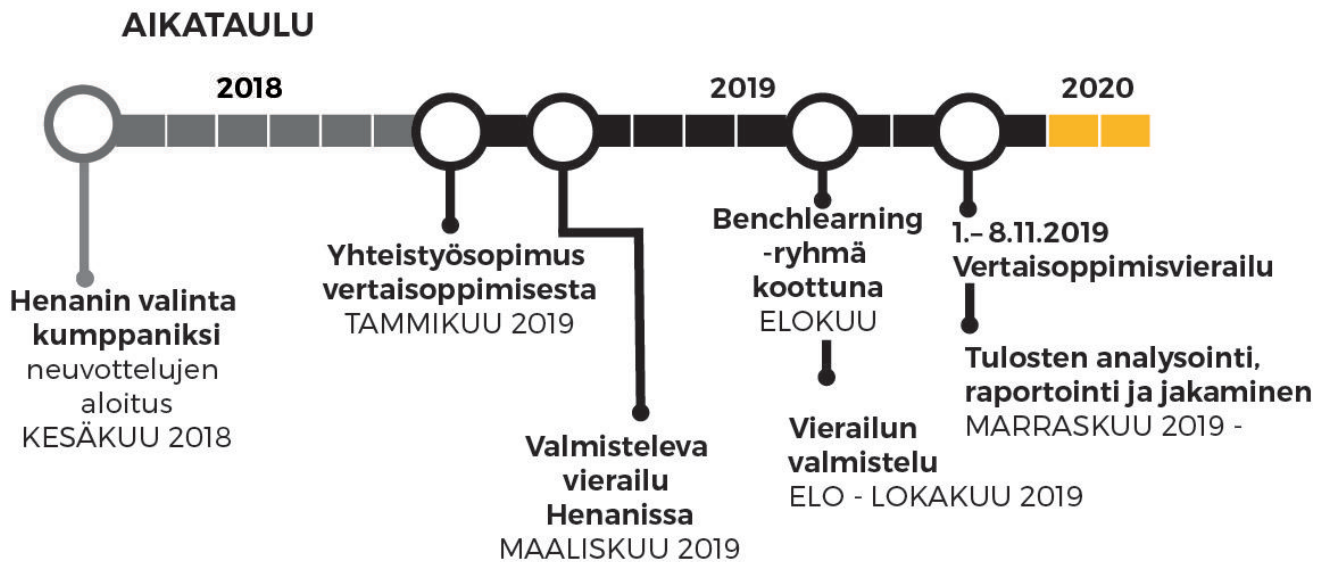 AIKATAULU
2018
2019
2020
Henanin valinta
kumppaniksi
neuvottelujen
aloitus
KESÄKUU 2018
Yhteistyösopimus
vertaisoppimisesta
TAMMIKUU 2019
Valmisteleva
vierailu
Henanissa
MAALISKUU 2019
Benchlearning
-ryhmä
koottuna
ELOKUU
Vierailun
valmistelu
ELO - LOKAKUU 2019
1.– 8.11.2019
Vertaisoppimisvierailu
Tulosten analysointi,
raportointi ja jakaminen
MARRASKUU 2019 -